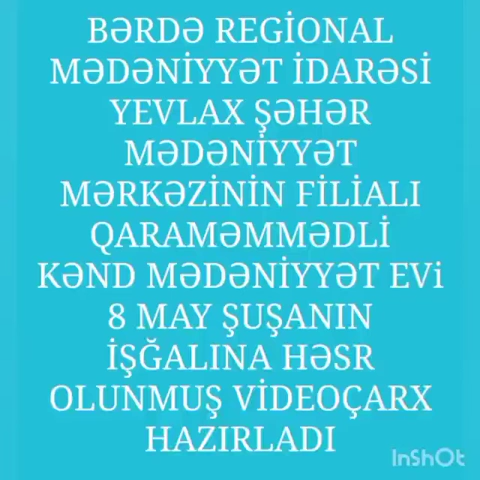 BƏRDƏ REGİONAL
MƏDƏNİYYƏT İDARƏSİ
YEVLAX ŞƏHƏR
MƏDƏNİYYƏT
MƏRKƏZİNİN FİLİALI
QARAMƏMMƏDLİ
KƏND MƏDƏNİYYƏT EVi
8 MAY ŞUŞANIN
İŞĞALINA HƏSR
OLUNMUŞ VİDEOÇARX
HAZIRLADI
InShOt